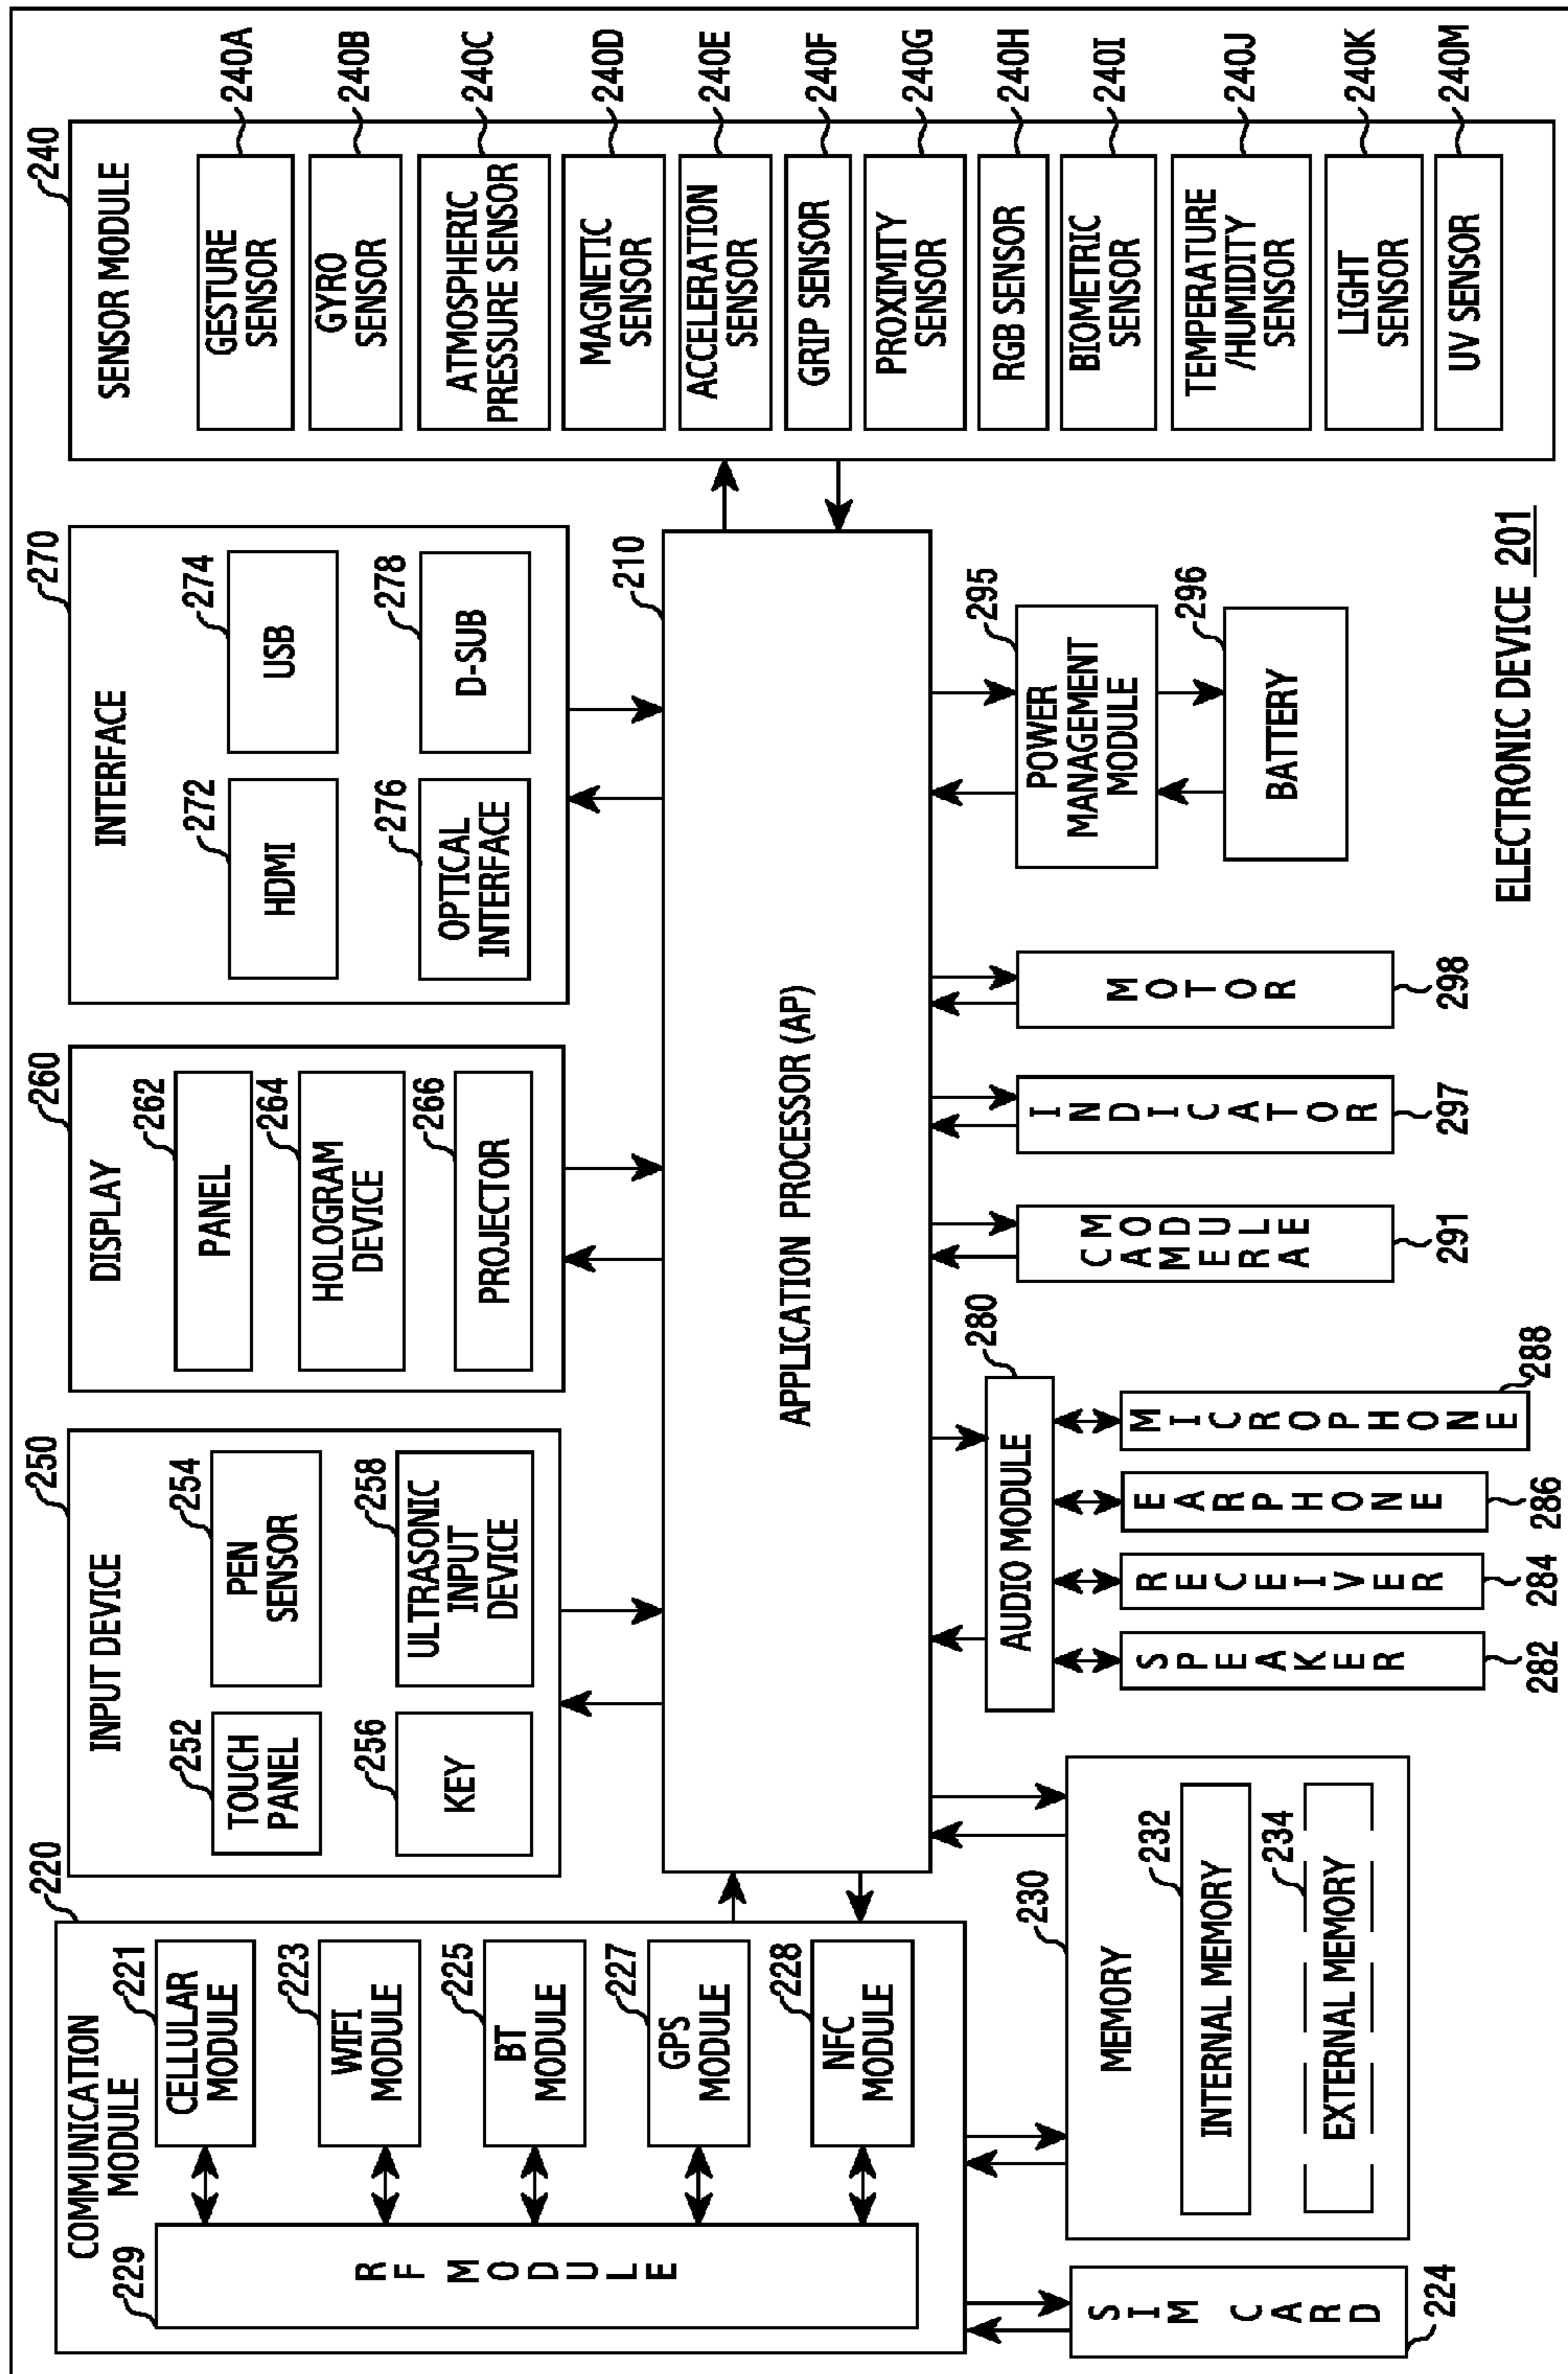 220
COMMUNICATION
MODULE
229
RF MODULE
221
CELLULAR
MODULE
223
WIFI
MODULE
225
BT
MODULE
227
GPS
MODULE
228
NFC
MODULE
250
INPUT DEVICE
252
TOUCH
PANEL
254
PEN
SENSOR
256
KEY
258
ULTRASONIC
INPUT
DEVICE
260
DISPLAY
262
PANEL
264
HOLOGRAM
DEVICE
266
PROJECTOR
270
INTERFACE
272
HDMI
274
USB
276
OPTICAL
INTERFACE
278
D-SUB
240
SENSOR MODULE
GESTURE
SENSOR
240A
GYRO
SENSOR
240B
ATMOSPHERIC
PRESSURE SENSOR
240C
MAGNETIC
SENSOR
240D
ACCELERATION
SENSOR
240E
GRIP SENSOR
240F
PROXIMITY
SENSOR
240G
RGB SENSOR
240H
BIOMETRIC
SENSOR
240I
TEMPERATURE
/HUMIDITY
SENSOR
240J
LIGHT
SENSOR
240K
UV SENSOR
240M
210
APPLICATION PROCESSOR (AP)
SIM CARD
224
230
MEMORY
232
INTERNAL MEMORY
234
EXTERNAL MEMORY
280
AUDIO MODULE
SPEAKER
282
RECEIVER
284
EARPHONE
286
MICROPHONE
288
CAMERA
MODULE
291
INDICATOR
297
MOTOR
298
295
POWER
MANAGEMENT
MODULE
296
BATTERY
ELECTRONIC DEVICE 201